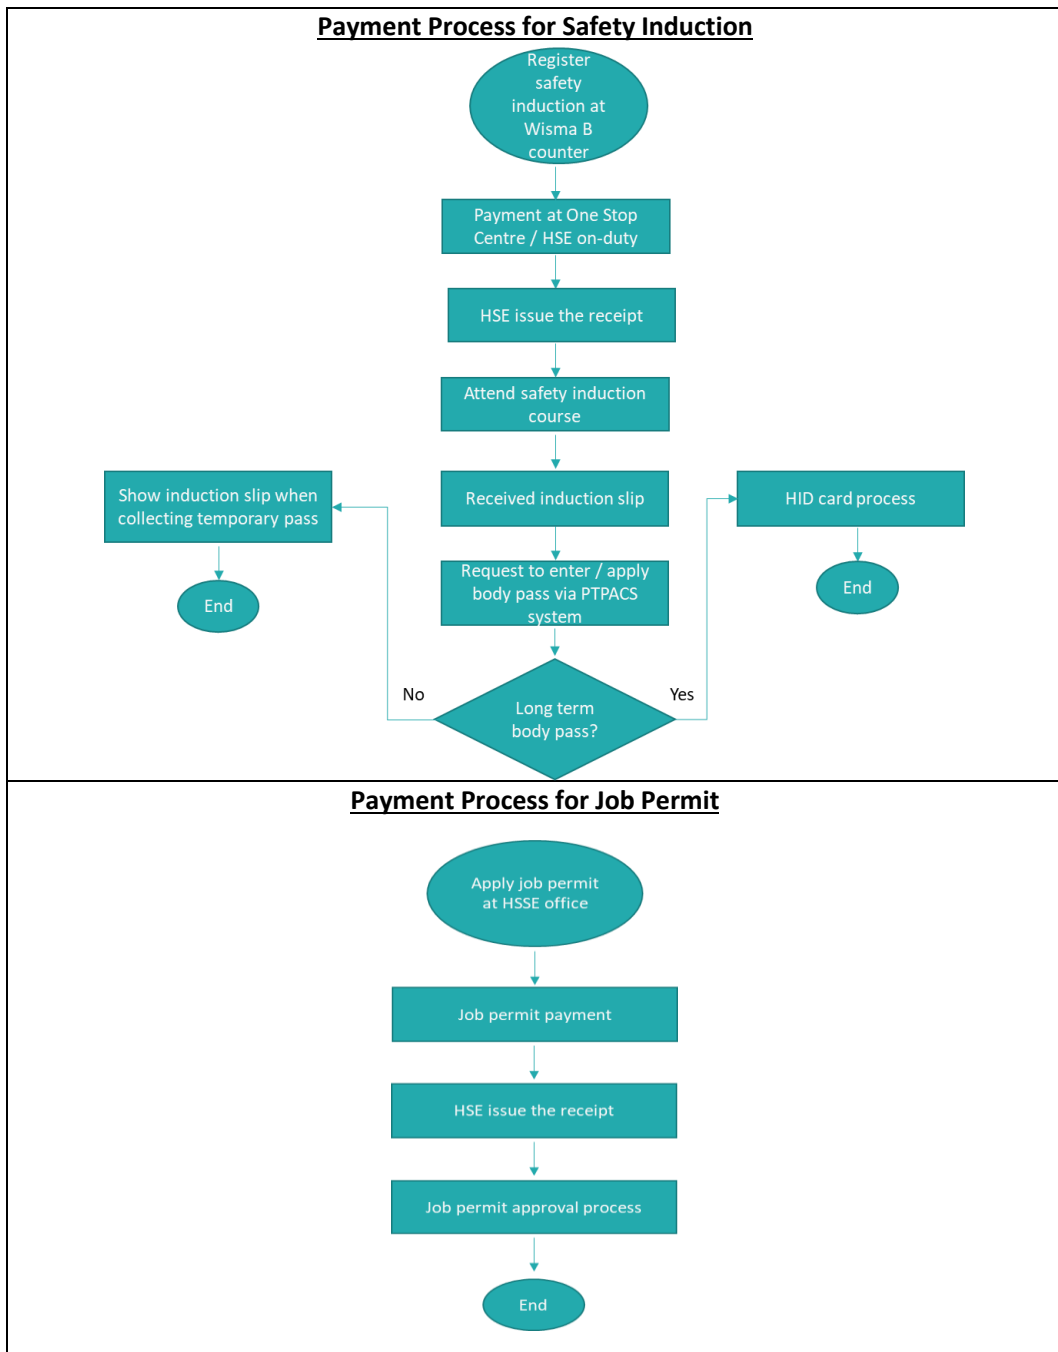 Payment Process for Safety Induction
Register
safety
induction at
Wisma B
counter
Payment at One Stop
Centre / HSE on-duty
HSE issue the receipt
Attend safety induction
course
Show induction slip when
collecting temporary pass
Received induction slip
HID card process
Request to enter / apply
body pass via PTPACS
system
End
End
No
Yes
Long term
body pass?
Payment Process for Job Permit
Apply job permit
at HSSE office
Job permit payment
HSE issue the receipt
Job permit approval process
End